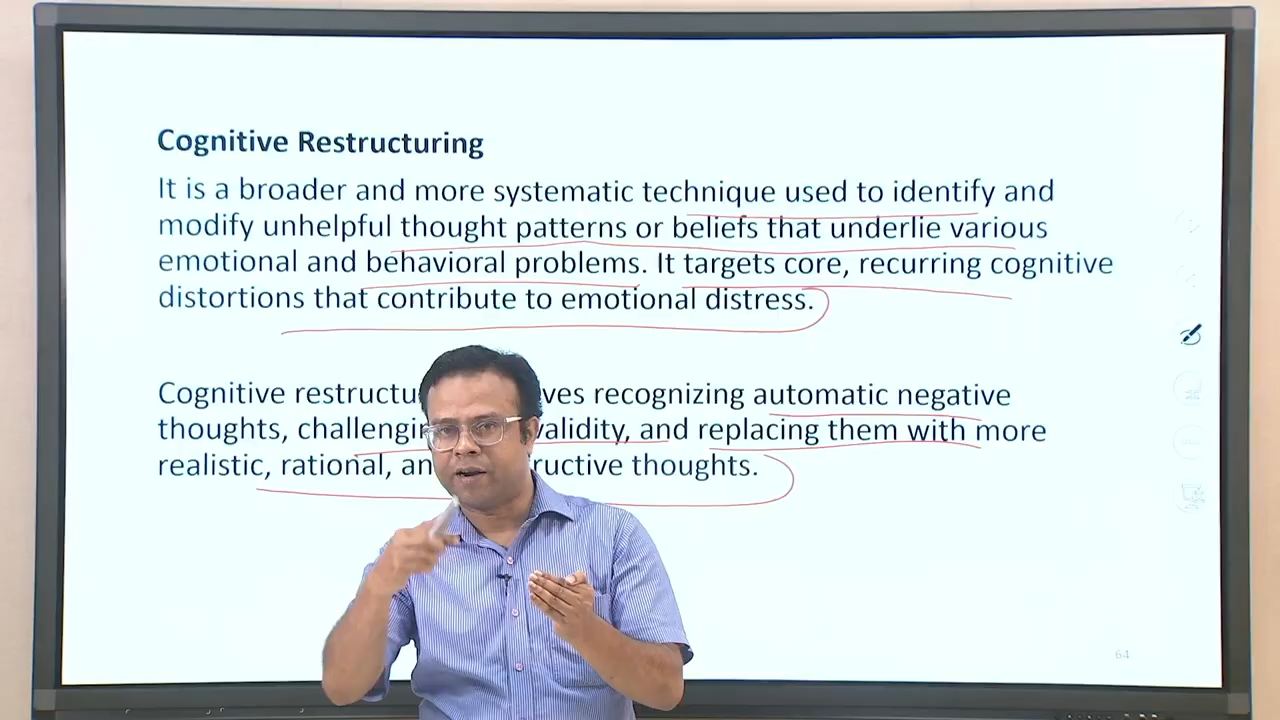 Cognitive Restructuring
It is a broader and more systematic technique used to identify and
modify unhelpful thought patterns or beliefs that underlie various
emotional and behavioral problems. It targets core, recurring cognitive
distortions that contribute to emotional distress.
Cognitive restructu ves recognizing automatic negative
thoughts, challengin validity, and replacing them with more
realistic, rational, an ructive thoughts.
64